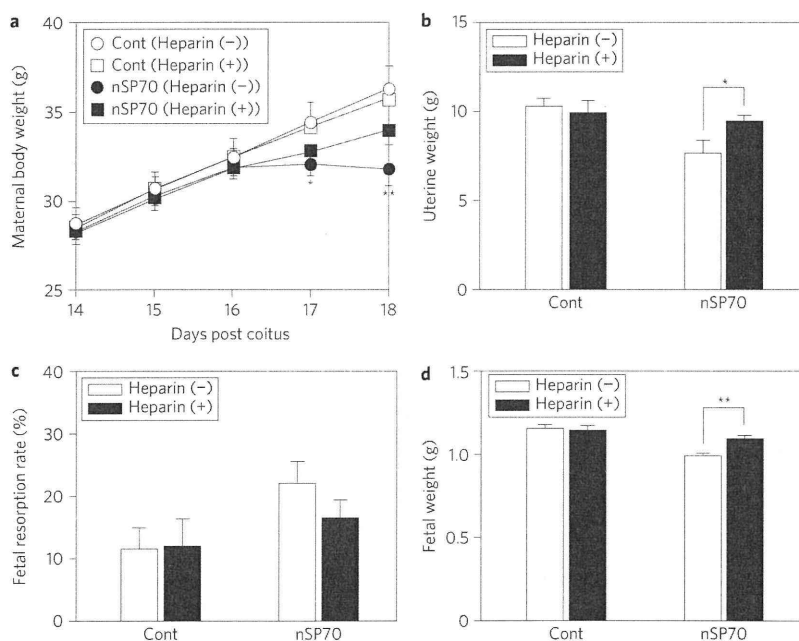 a
Maternal body weight (g)
40
35
30
25
Cont (Heparin (−))
Cont (Heparin (+))
nSP70 (Heparin (−))
nSP70 (Heparin (+))
*
**
14 15 16 17 18
Days post coitus
b
Uterine weight (g)
15
10
5
0
Heparin (−)
Heparin (+)
*
Cont nSP70
c
Fetal resorption rate (%)
40
30
20
10
0
Heparin (−)
Heparin (+)
Cont nSP70
d
Fetal weight (g)
1.5
1.0
0.5
0
Heparin (−)
Heparin (+)
**
Cont nSP70